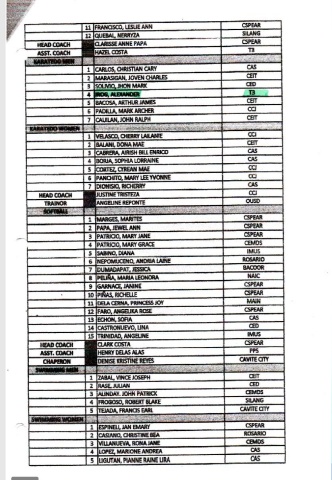 11 FRANCISCO, LESLIE ANN CSPEAR
12 QUEBAL, NERRYZA SILANG
HEAD COACH CLARISSE ANNE PAPA CSPEAR
ASST. COACH HAZEL COSTA T3
KARATEDO MEN
1 CARLOS, CHRISTIAN CARY CAS
2 MARASIGAN, JOVEN CHARLES CEIT
3 SOLIVIO, JHON MARK CED
4 ALEXANDER T3
5 BACOSA, ARTHUR JAMES CEIT
6 PADILLA, MARK ARCHER CCJ
7 CAULAN, JOHN RALPH CEIT
KARATEDO WOMEN
1 VELASCO, CHERRY LAILANIE CCJ
2 BALANI, DONA MAE CEIT
3 CABRERA, AIRISH BILL ENRICO CAS
4 BORJA, SOPHIA LORRAINE CAS
5 CORTEZ, CYREAN MAE CCJ
6 PANCHITO, MARY LEE YVONNE CCJ
7 DIONISIO, RICHERRY CAS
HEAD COACH JUSTINE TRISTEZA CCJ
TRAINOR ANGELINE REPONTE OUSD
SOFTBALL
1 MARGES, MARITES CSPEAR
2 PAPA, JEWEL ANN CSPEAR
3 PATRICIO, MARY JANE CSPEAR
4 PATRICIO, MARY GRACE CEMDS
5 SABINO, DIANA IMUS
6 NEPOMUCENO, ANDRIA LAINE ROSARIO
7 DUMADAPAT, JESSICA BACOOR
8 PELIÑA, MARIA LEONORA NAIC
9 GARNACE, JANINE CSPEAR
10 PIÑAS, RICHELLE CSPEAR
11 DELA CERNA, PRINCESS JOY MAIN
12 FARO, ANGELIKA ROSE CSPEAR
13 ECHON, SOFIA CAS
14 CASTRONUEVO, LINA CED
15 TRINIDAD, ANGELINE IMUS
HEAD COACH CLARK COSTA CSPEAR
ASST. COACH HENRY DELAS ALAS PPS
CHAPERON DENISE KRISTINE REYES CAVITE CITY
SWIMMING MEN
1 ZABAL, VINCE JOSEPH CEIT
2 RASE, JULIAN CED
3 ALINDAY, JOHN PATRICK CEMDS
4 FROGOSO, ROBERT BLAKE SILANG
5 TEJADA, FRANCIS EARL CAVITE CITY
SWIMMING WOMEN
1 ESPINELI, JAN EMARY CSPEAR
2 CASIANO, CHRISTINE BEA ROSARIO
3 VILLANUEVA, RONA JANE CEMDS
4 LOPEZ, MARIONE ANDREA CAS
5 LIGUTAN, PIANNE RAINE LIRA CAS